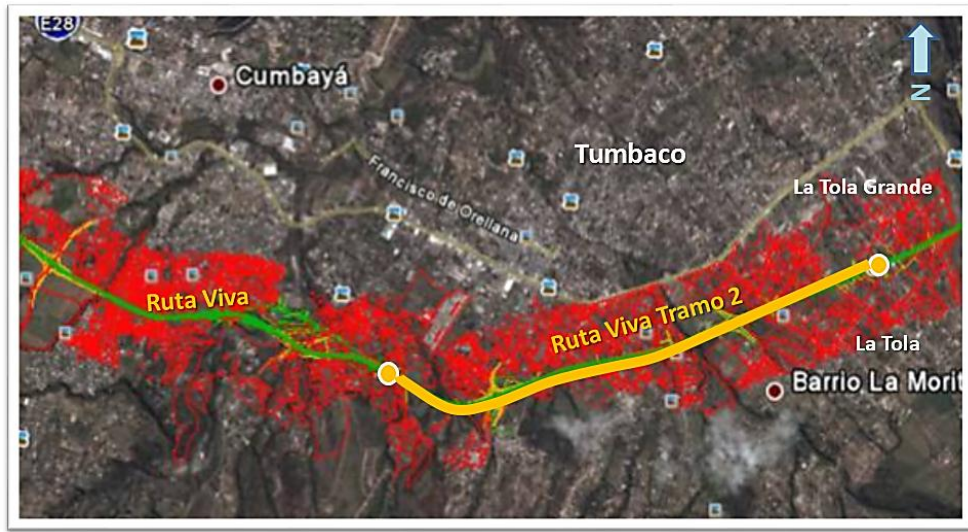 E28
N
Cumbayá
Tumbaco
Francisco de Orellana
La Tola Grande
Ruta Viva
Ruta Viva Tramo 2
La Tola
Barrio La Morit